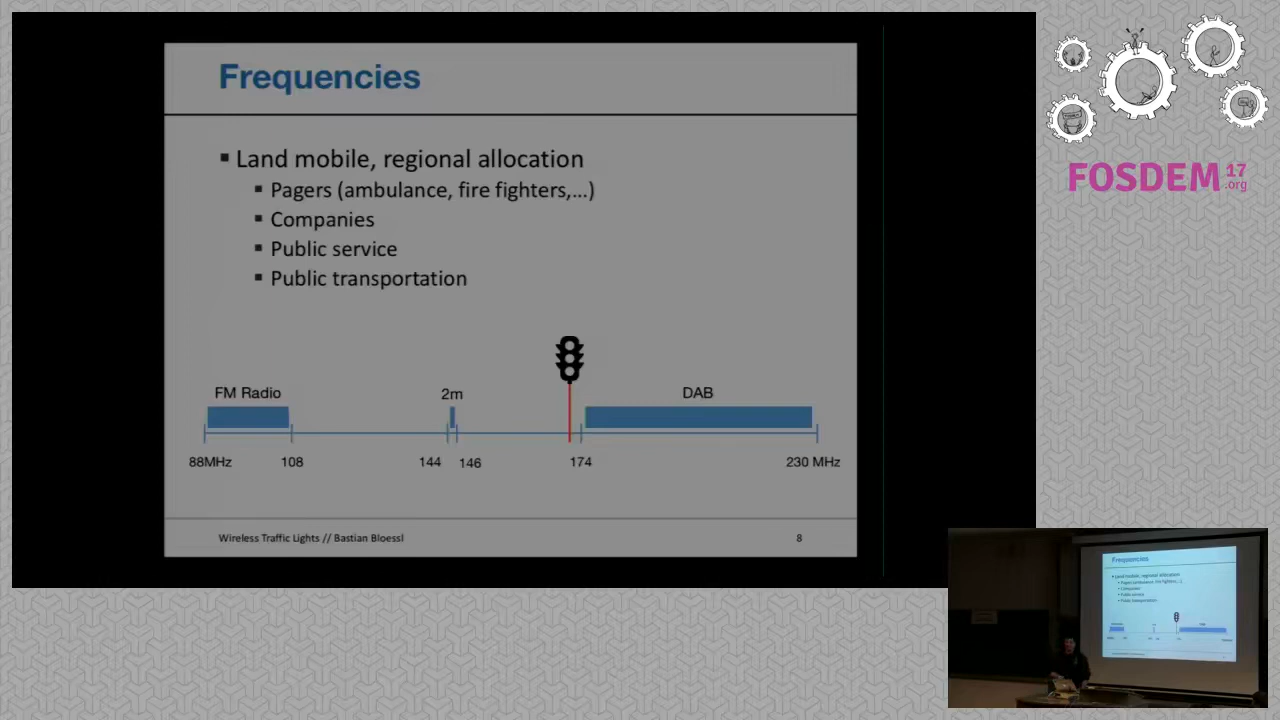 Frequencies
▪ Land mobile, regional allocation
▪ Pagers (ambulance, fire fighters,...)
▪ Companies
▪ Public service
▪ Public transportation
FM Radio 2m DAB
88MHz 108 144 146 174 230 MHz
Wireless Traffic Lights // Bastian Bloessl 8
FOSDEM 17 .org
Frequencies